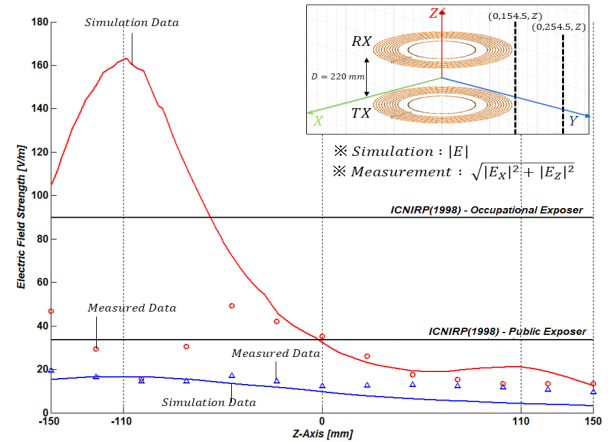 Simulation Data
Z
RX
D = 220 mm
TX
X
Y
(0,154.5, Z)
(0,254.5, Z)
※ Simulation : |E|
※ Measurement : √|E_X|² + |E_Z|²
ICNIRP(1998) - Occupational Exposer
ICNIRP(1998) - Public Exposer
Measured Data
Measured Data
Simulation Data
Electric Field Strength [V/m]
180
160
140
120
100
80
60
40
20
0
-150 -110 0 110 150
Z-Axis [mm]